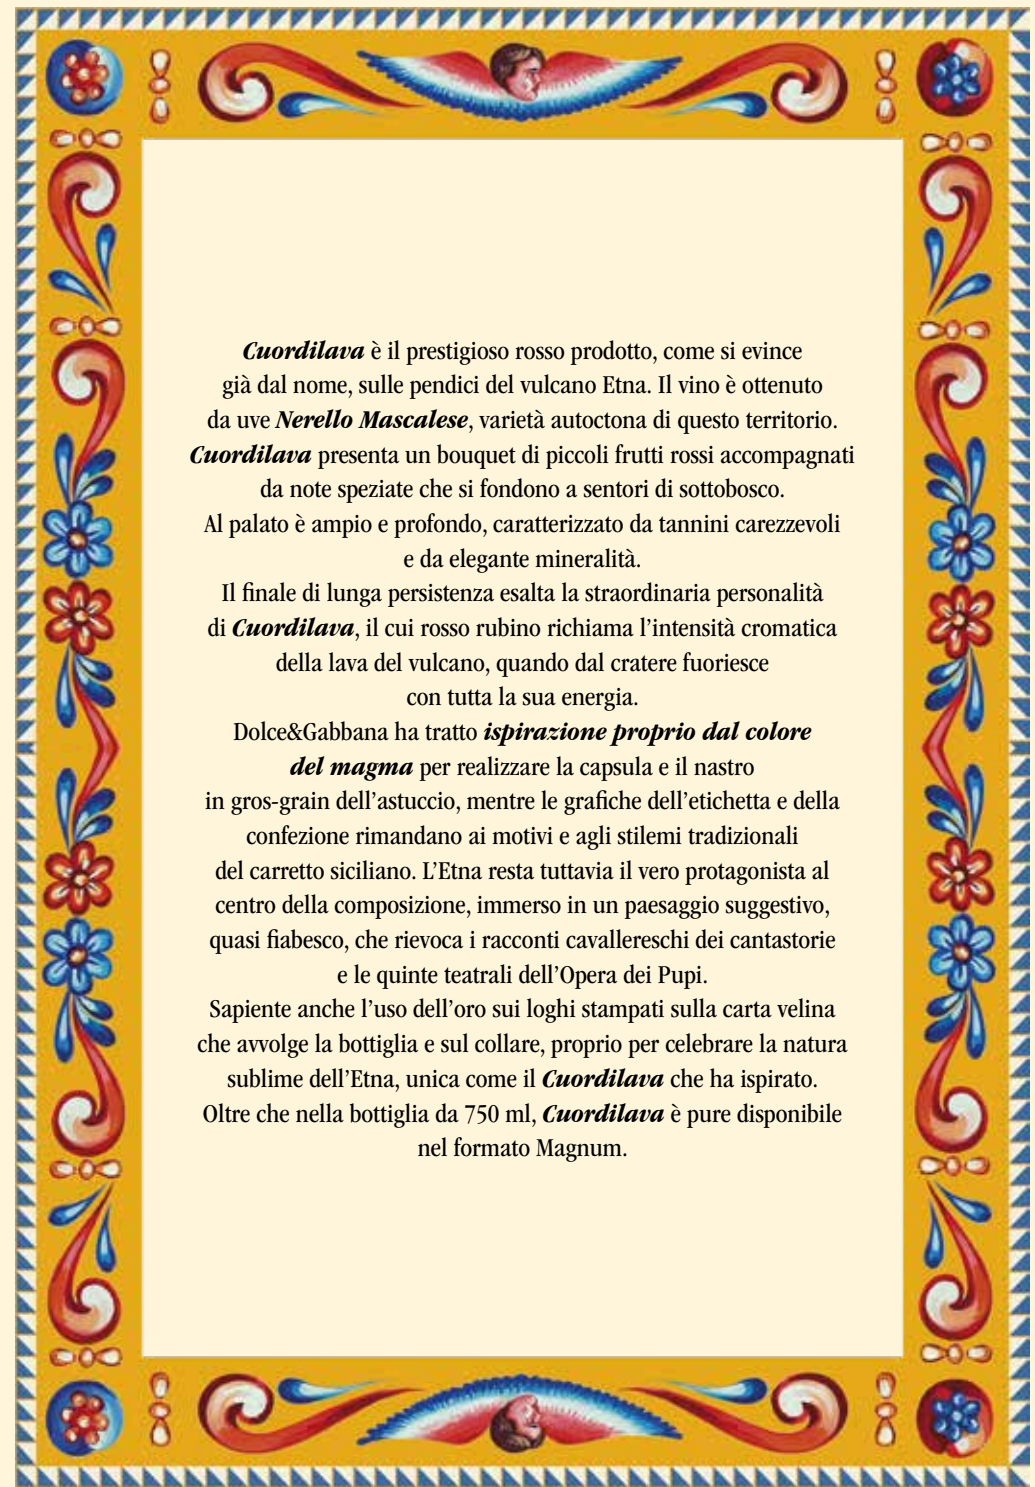 Cuordilava è il prestigioso rosso prodotto, come si evince
già dal nome, sulle pendici del vulcano Etna. Il vino è ottenuto
da uve Nerello Mascalese, varietà autoctona di questo territorio.
Cuordilava presenta un bouquet di piccoli frutti rossi accompagnati
da note speziate che si fondono a sentori di sottobosco.
Al palato è ampio e profondo, caratterizzato da tannini carezzevoli
e da elegante mineralità.
Il finale di lunga persistenza esalta la straordinaria personalità
di Cuordilava, il cui rosso rubino richiama l'intensità cromatica
della lava del vulcano, quando dal cratere fuoriesce
con tutta la sua energia.
Dolce&Gabbana ha tratto ispirazione proprio dal colore
del magma per realizzare la capsula e il nastro
in gros-grain dell'astuccio, mentre le grafiche dell'etichetta e della
confezione rimandano ai motivi e agli stilemi tradizionali
del carretto siciliano. L'Etna resta tuttavia il vero protagonista al
centro della composizione, immerso in un paesaggio suggestivo,
quasi fiabesco, che rievoca i racconti cavallereschi dei cantastorie
e le quinte teatrali dell'Opera dei Pupi.
Sapiente anche l'uso dell'oro sui loghi stampati sulla carta velina
che avvolge la bottiglia e sul collare, proprio per celebrare la natura
sublime dell'Etna, unica come il Cuordilava che ha ispirato.
Oltre che nella bottiglia da 750 ml, Cuordilava è pure disponibile
nel formato Magnum.